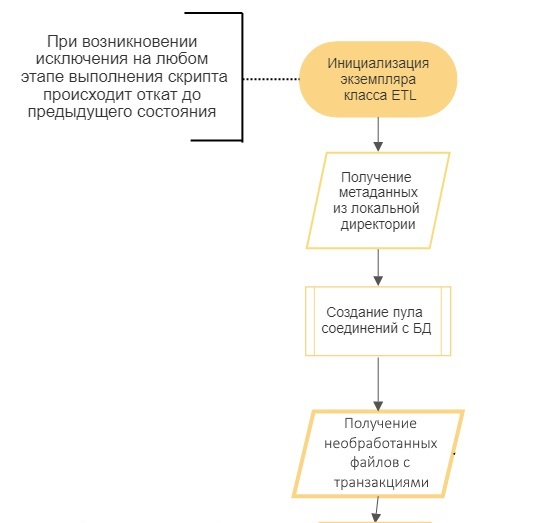 При возникновении
исключения на любом
этапе выполнения скрипта
происходит откат до
предыдущего состояния
Инициализация
экземпляра
класса ETL
Получение
метаданных
из локальной
директории
Создание пула
соединений с БД
Получение
необработанных
файлов с
транзакциями